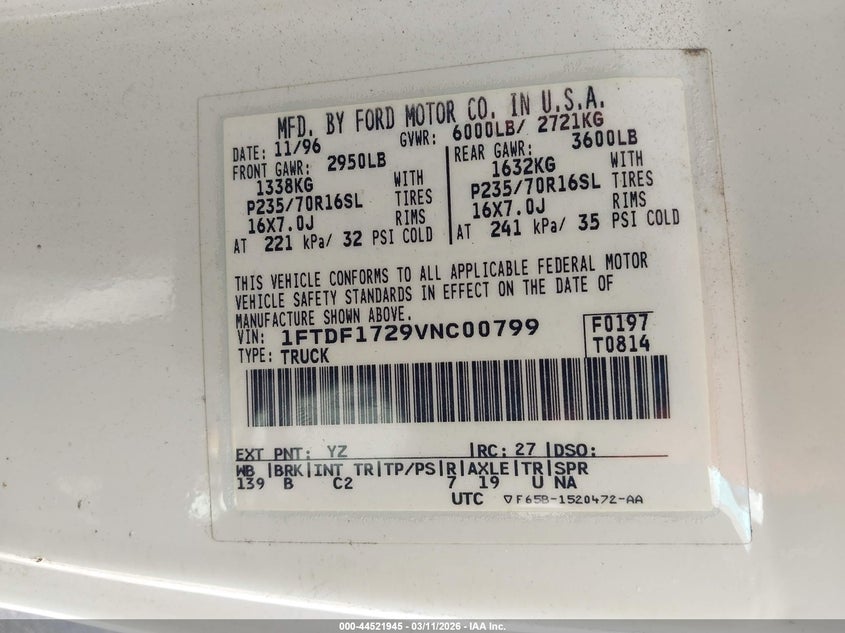 MFD. BY FORD MOTOR CO. IN U.S.A.
DATE: 11/96 GVWR: 6000LB/ 2721KG
FRONT GAWR: 2950LB REAR GAWR: 3600LB
1338KG WITH 1632KG WITH
P235/70R16SL TIRES P235/70R16SL TIRES
16X7.0J RIMS 16X7.0J RIMS
AT 221 kPa/ 32 PSI COLD AT 241 kPa/ 35 PSI COLD
THIS VEHICLE CONFORMS TO ALL APPLICABLE FEDERAL MOTOR
VEHICLE SAFETY STANDARDS IN EFFECT ON THE DATE OF
MANUFACTURE SHOWN ABOVE.
VIN: 1FTDF1729VNC00799 F0197
TYPE: TRUCK T0814
EXT PNT: YZ |RC: 27 |DSO:
WB |BRK|INT TR|TP/PS|R|AXLE|TR|SPR
139 B C2 7 19 U NA
UTC ▽F65B-1520472-AA
000-44521945 - 03/11/2026 - IAA Inc.